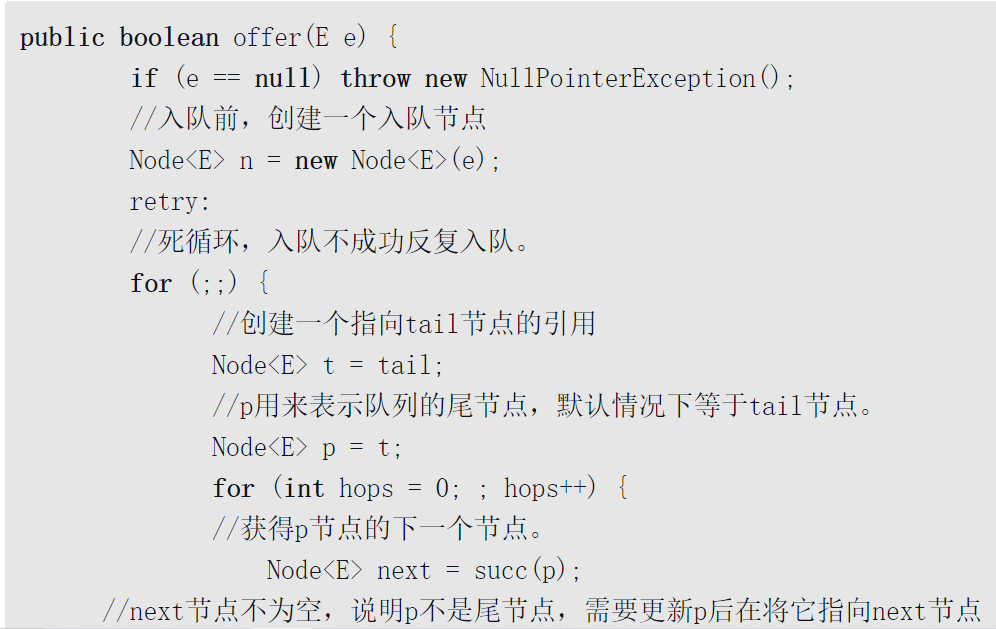 public boolean offer(E e) {
if (e == null) throw new NullPointerException();
//入队前，创建一个入队节点
Node<E> n = new Node<E>(e);
retry:
//死循环，入队不成功反复入队。
for (;;) {
//创建一个指向tail节点的引用
Node<E> t = tail;
//p用来表示队列的尾节点，默认情况下等于tail节点。
Node<E> p = t;
for (int hops = 0; ; hops++) {
//获得p节点的下一个节点。
Node<E> next = succ(p);
//next节点不为空，说明p不是尾节点，需要更新p后在将它指向next节点